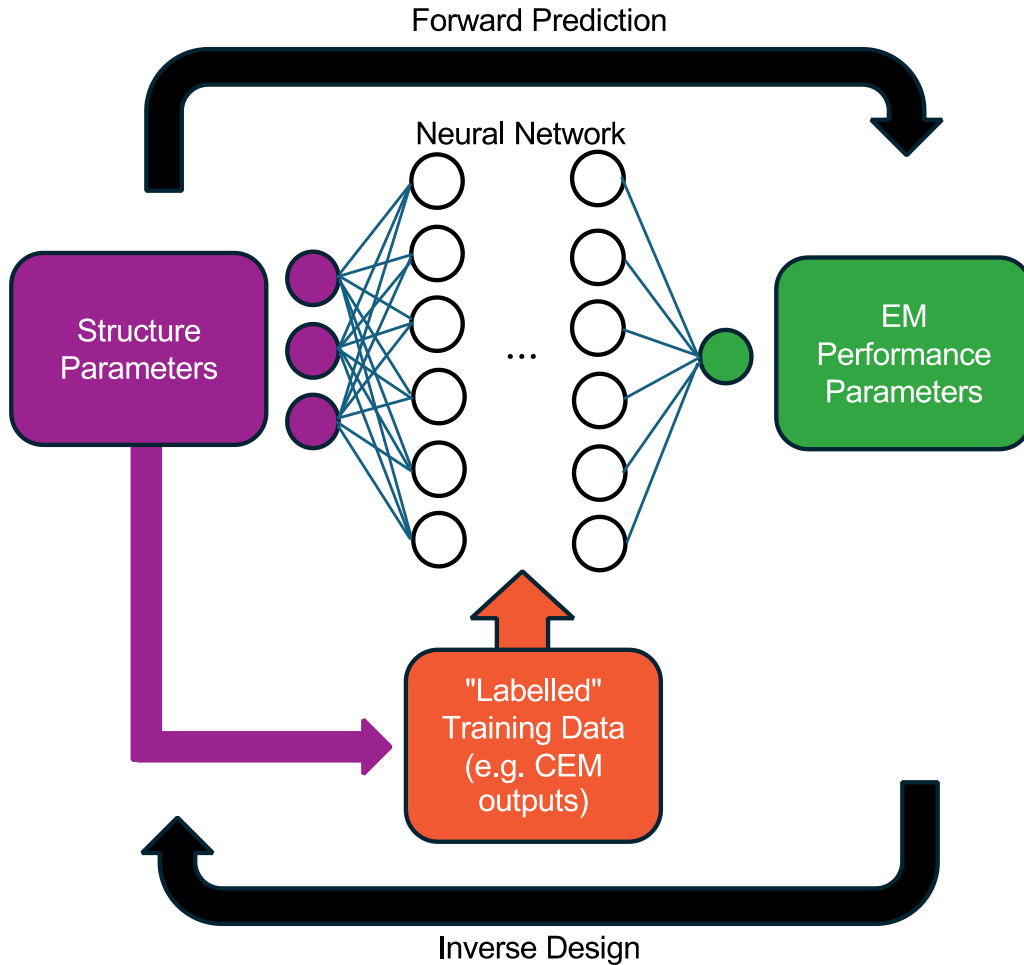 Forward Prediction
Neural Network
Structure
Parameters
...
EM
Performance
Parameters
"Labelled"
Training Data
(e.g. CEM
outputs)
Inverse Design